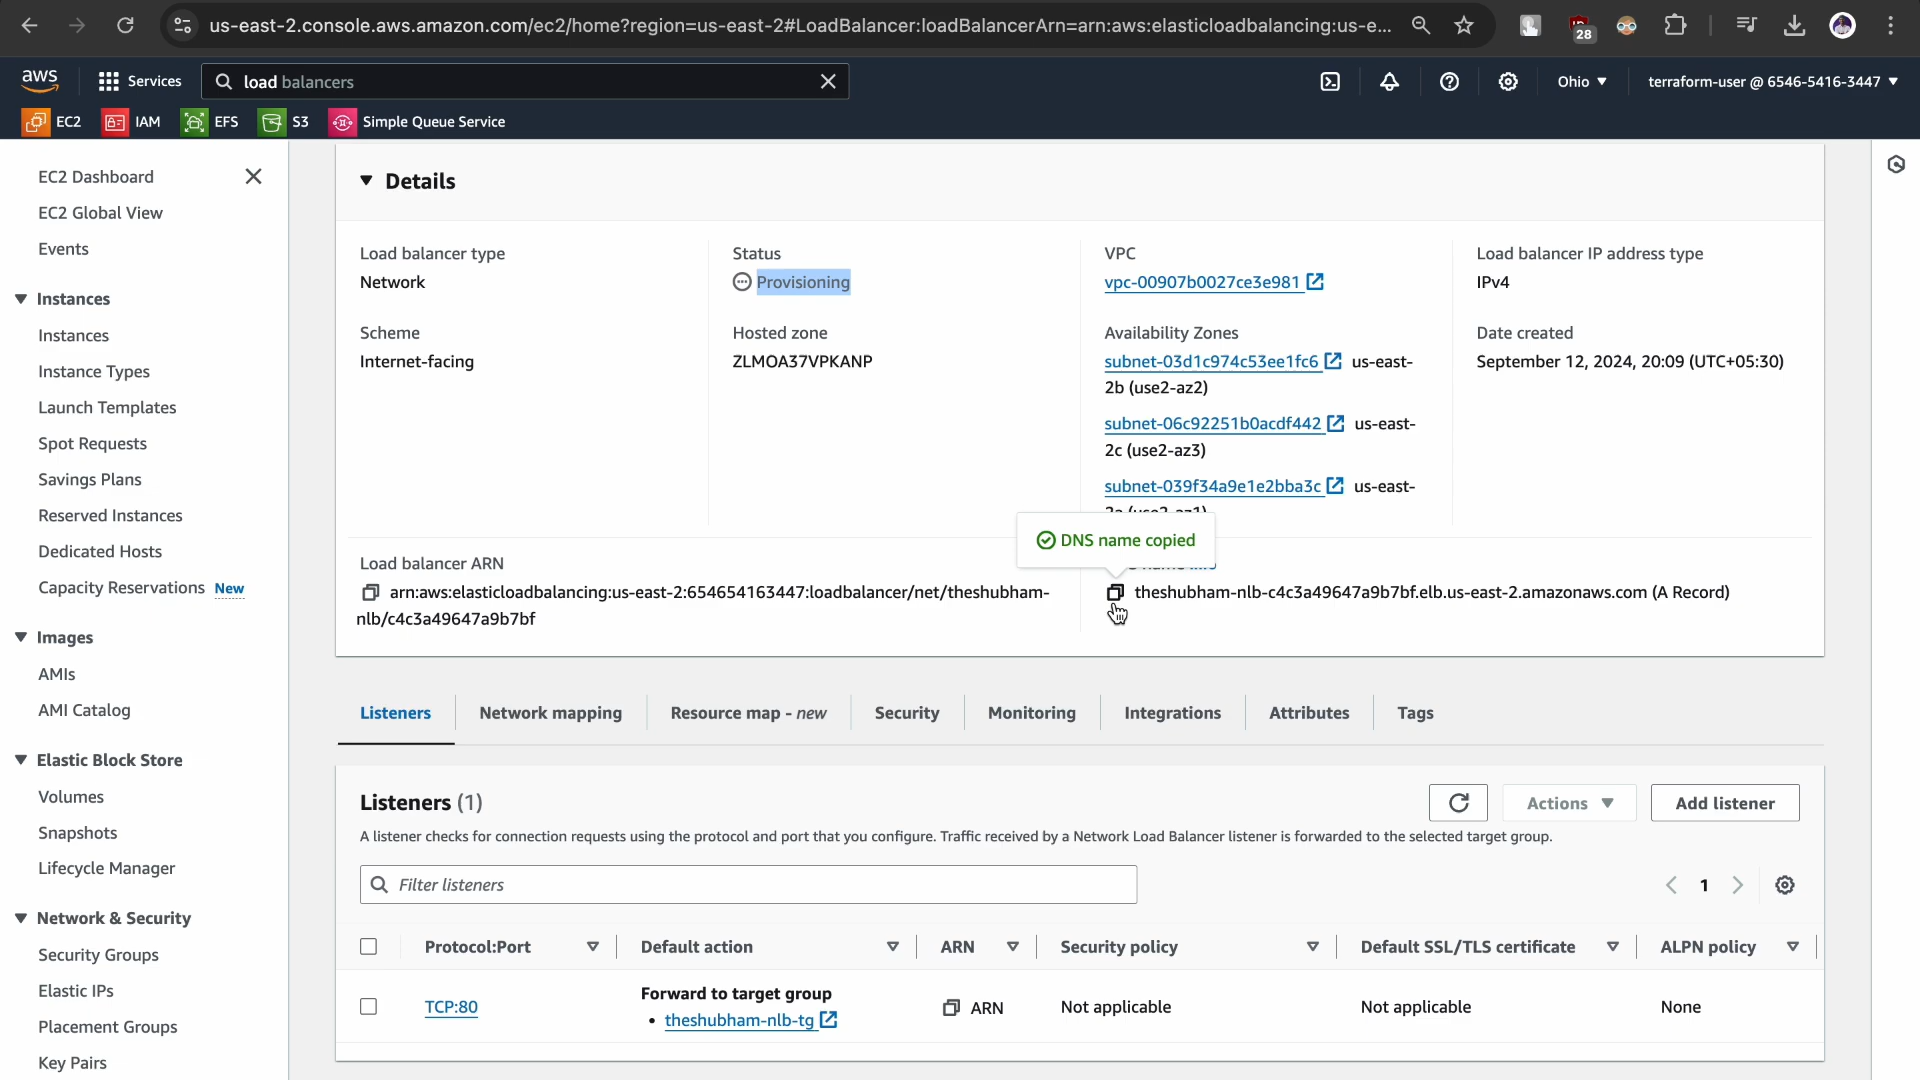 us-east-2.console.aws.amazon.com/ec2/home?region=us-east-2#LoadBalancer:loadBalancerArn=arn:aws:elasticloadbalancing:us-e...
28
aws
Services
load balancers
Ohio
terraform-user @ 6546-5416-3447
EC2
IAM
EFS
S3
Simple Queue Service
EC2 Dashboard
EC2 Global View
Events
Instances
Instances
Instance Types
Launch Templates
Spot Requests
Savings Plans
Reserved Instances
Dedicated Hosts
Capacity Reservations New
Images
AMIs
AMI Catalog
Elastic Block Store
Volumes
Snapshots
Lifecycle Manager
Network & Security
Security Groups
Elastic IPs
Placement Groups
Key Pairs
Details
Load balancer type
Network
Status
Provisioning
VPC
vpc-00907b0027ce3e981
Load balancer IP address type
IPv4
Scheme
Internet-facing
Hosted zone
ZLMOA37VPKANP
Availability Zones
subnet-03d1c974c53ee1fc6 us-east-
2b (use2-az2)
subnet-06c92251b0acdf442 us-east-
2c (use2-az3)
subnet-039f34a9e1e2bba3c us-east-
Date created
September 12, 2024, 20:09 (UTC+05:30)
DNS name copied
Load balancer ARN
arn:aws:elasticloadbalancing:us-east-2:654654163447:loadbalancer/net/theshubham-
nlb/c4c3a49647a9b7bf
theshubham-nlb-c4c3a49647a9b7bf.elb.us-east-2.amazonaws.com (A Record)
Listeners
Network mapping
Resource map - new
Security
Monitoring
Integrations
Attributes
Tags
Listeners (1)
Actions
Add listener
A listener checks for connection requests using the protocol and port that you configure. Traffic received by a Network Load Balancer listener is forwarded to the selected target group.
Filter listeners
1
Protocol:Port
Default action
ARN
Security policy
Default SSL/TLS certificate
ALPN policy
TCP:80
Forward to target group
• theshubham-nlb-tg
ARN
Not applicable
Not applicable
None